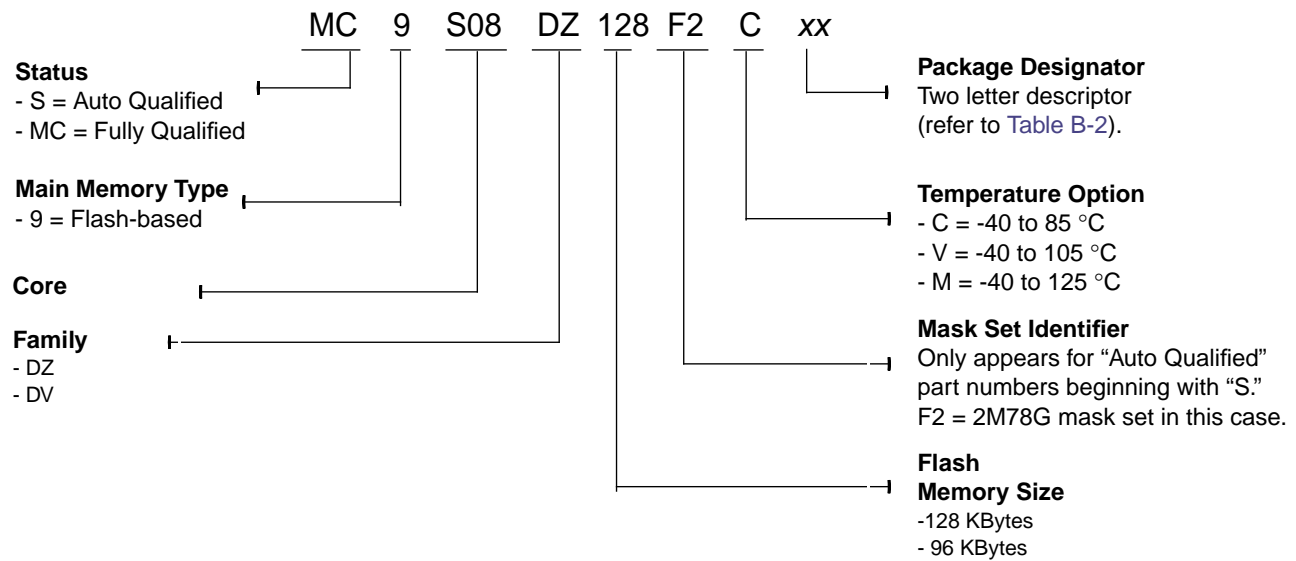 MC 9 S08 DZ 128 F2 C xx
Status
- S = Auto Qualified
- MC = Fully Qualified
Main Memory Type
- 9 = Flash-based
Core
Family
- DZ
- DV
Package Designator
Two letter descriptor
(refer to Table B-2).
Temperature Option
- C = -40 to 85 °C
- V = -40 to 105 °C
- M = -40 to 125 °C
Mask Set Identifier
Only appears for “Auto Qualified”
part numbers beginning with “S.”
F2 = 2M78G mask set in this case.
Flash
Memory Size
-128 KBytes
- 96 KBytes